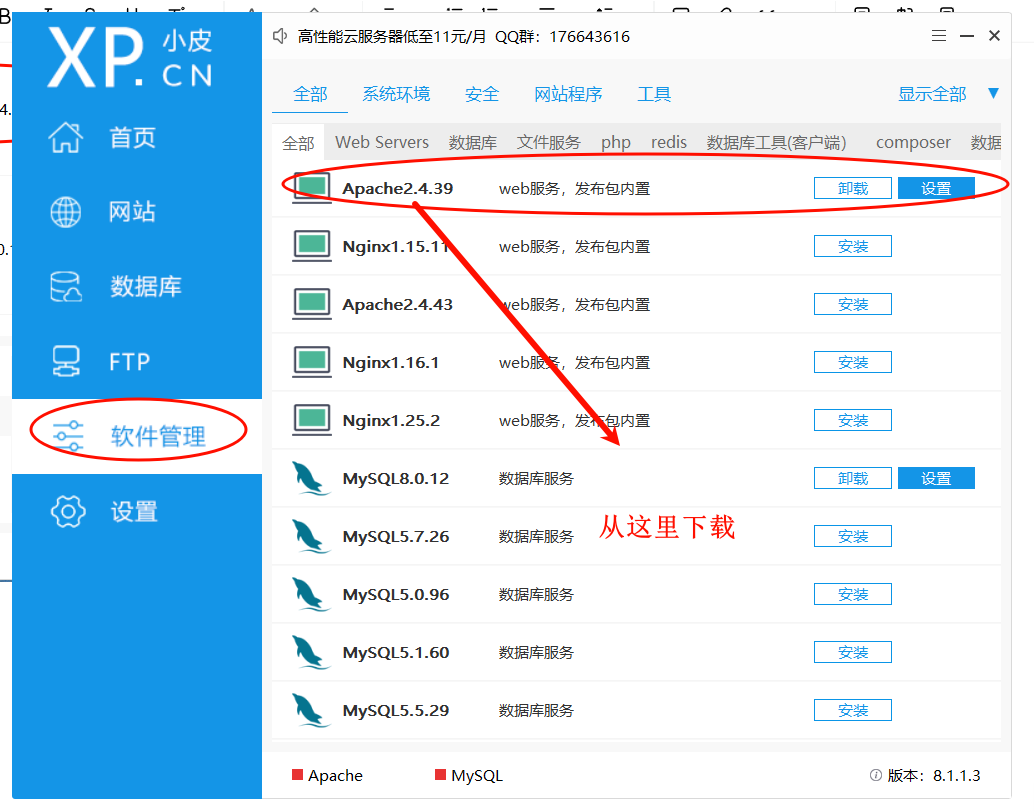 XP.CN 小皮
高性能云服务器低至11元/月 QQ群：176643616
首页
网站
数据库
FTP
软件管理
设置
全部 系统环境 安全 网站程序 工具 显示全部
全部 Web Servers 数据库 文件服务 php redis 数据库工具(客户端) composer 数据
Apache2.4.39 web服务，发布包内置 卸载 设置
Nginx1.15.11 web服务，发布包内置 安装
Apache2.4.43 web服务，发布包内置 安装
Nginx1.16.1 web服务，发布包内置 安装
Nginx1.25.2 web服务，发布包内置 安装
MySQL8.0.12 数据库服务 卸载 设置
从这里下载
MySQL5.7.26 数据库服务 安装
MySQL5.0.96 数据库服务 安装
MySQL5.1.60 数据库服务 安装
MySQL5.5.29 数据库服务 安装
Apache MySQL 版本：8.1.1.3